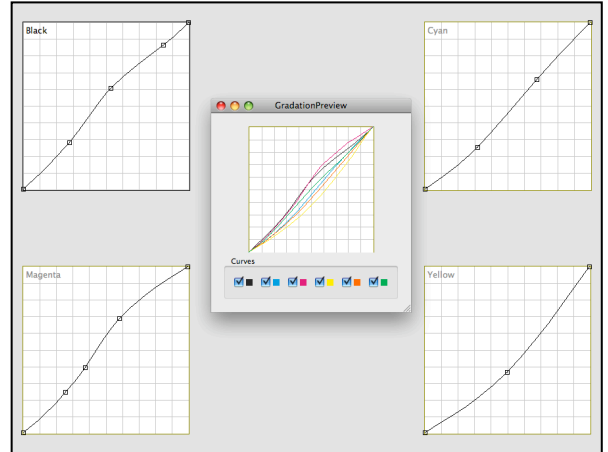 Black
Cyan
GradationPreview
Curves
Magenta
Yellow